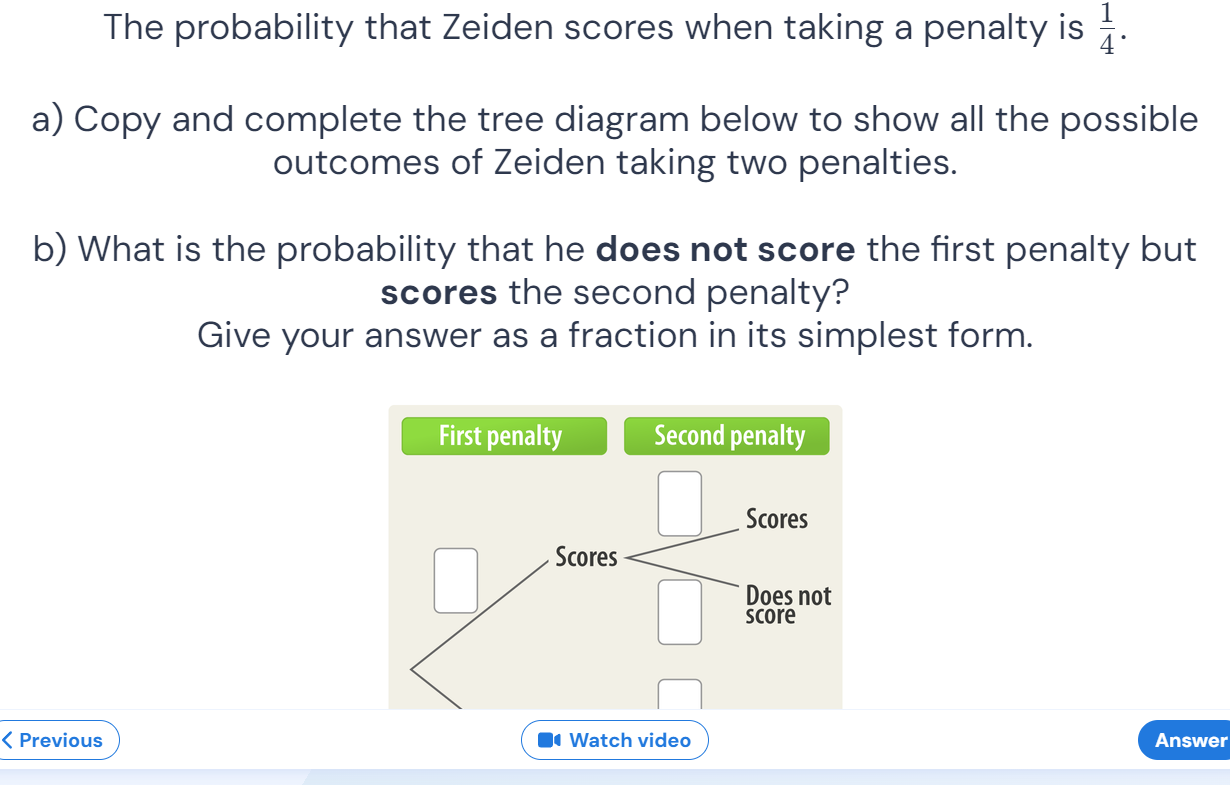 The probability that Zeiden scores when taking a penalty is 1/4.
a) Copy and complete the tree diagram below to show all the possible
outcomes of Zeiden taking two penalties.
b) What is the probability that he does not score the first penalty but
scores the second penalty?
Give your answer as a fraction in its simplest form.
First penalty
Second penalty
Scores
Scores
Does not
score
Previous
Watch video
Answer